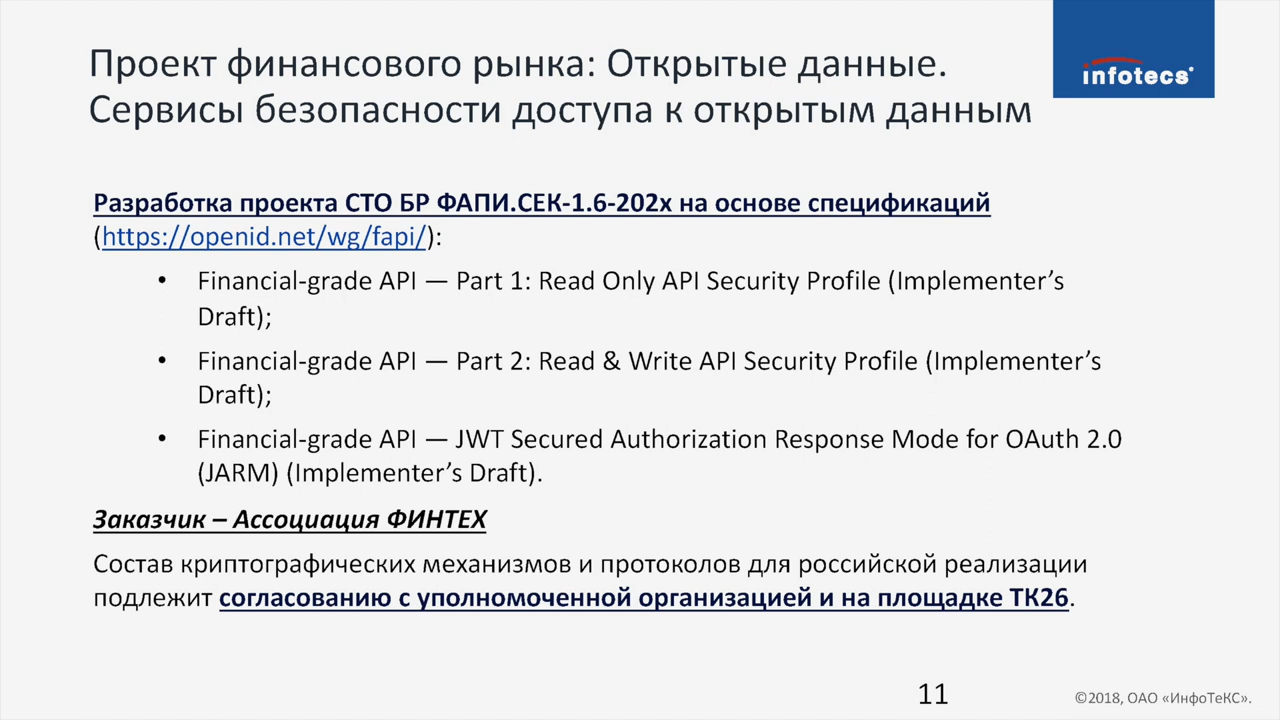 Проект финансового рынка: Открытые данные.
Сервисы безопасности доступа к открытым данным
infotecs
Разработка проекта СТО БР ФАПИ.СЕК-1.6-202x на основе спецификаций
(https://openid.net/wg/fapi/):
• Financial-grade API — Part 1: Read Only API Security Profile (Implementer’s
Draft);
• Financial-grade API — Part 2: Read & Write API Security Profile (Implementer’s
Draft);
• Financial-grade API — JWT Secured Authorization Response Mode for OAuth 2.0
(JARM) (Implementer’s Draft).
Заказчик – Ассоциация ФИНТЕХ
Состав криптографических механизмов и протоколов для российской реализации
подлежит согласованию с уполномоченной организацией и на площадке ТК26.
11
©2018, ОАО «ИнфоТеКС».